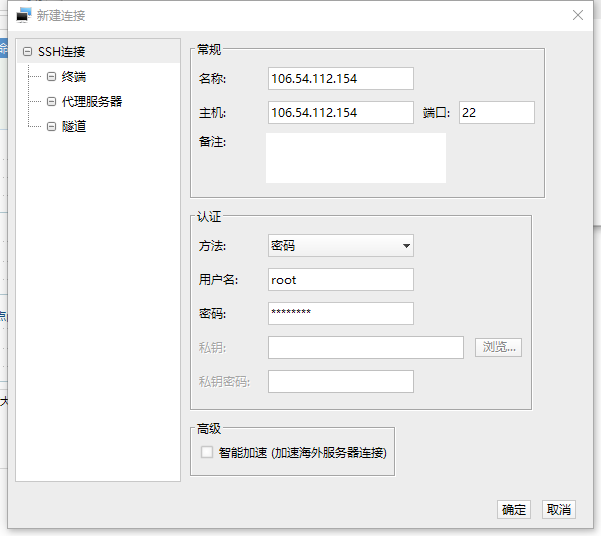 新建连接
SSH连接
终端
代理服务器
隧道
常规
名称: 106.54.112.154
主机: 106.54.112.154 端口: 22
备注:
认证
方法: 密码
用户名: root
密码: ********
私钥: 浏览...
私钥密码:
高级
智能加速 (加速海外服务器连接)
确定 取消